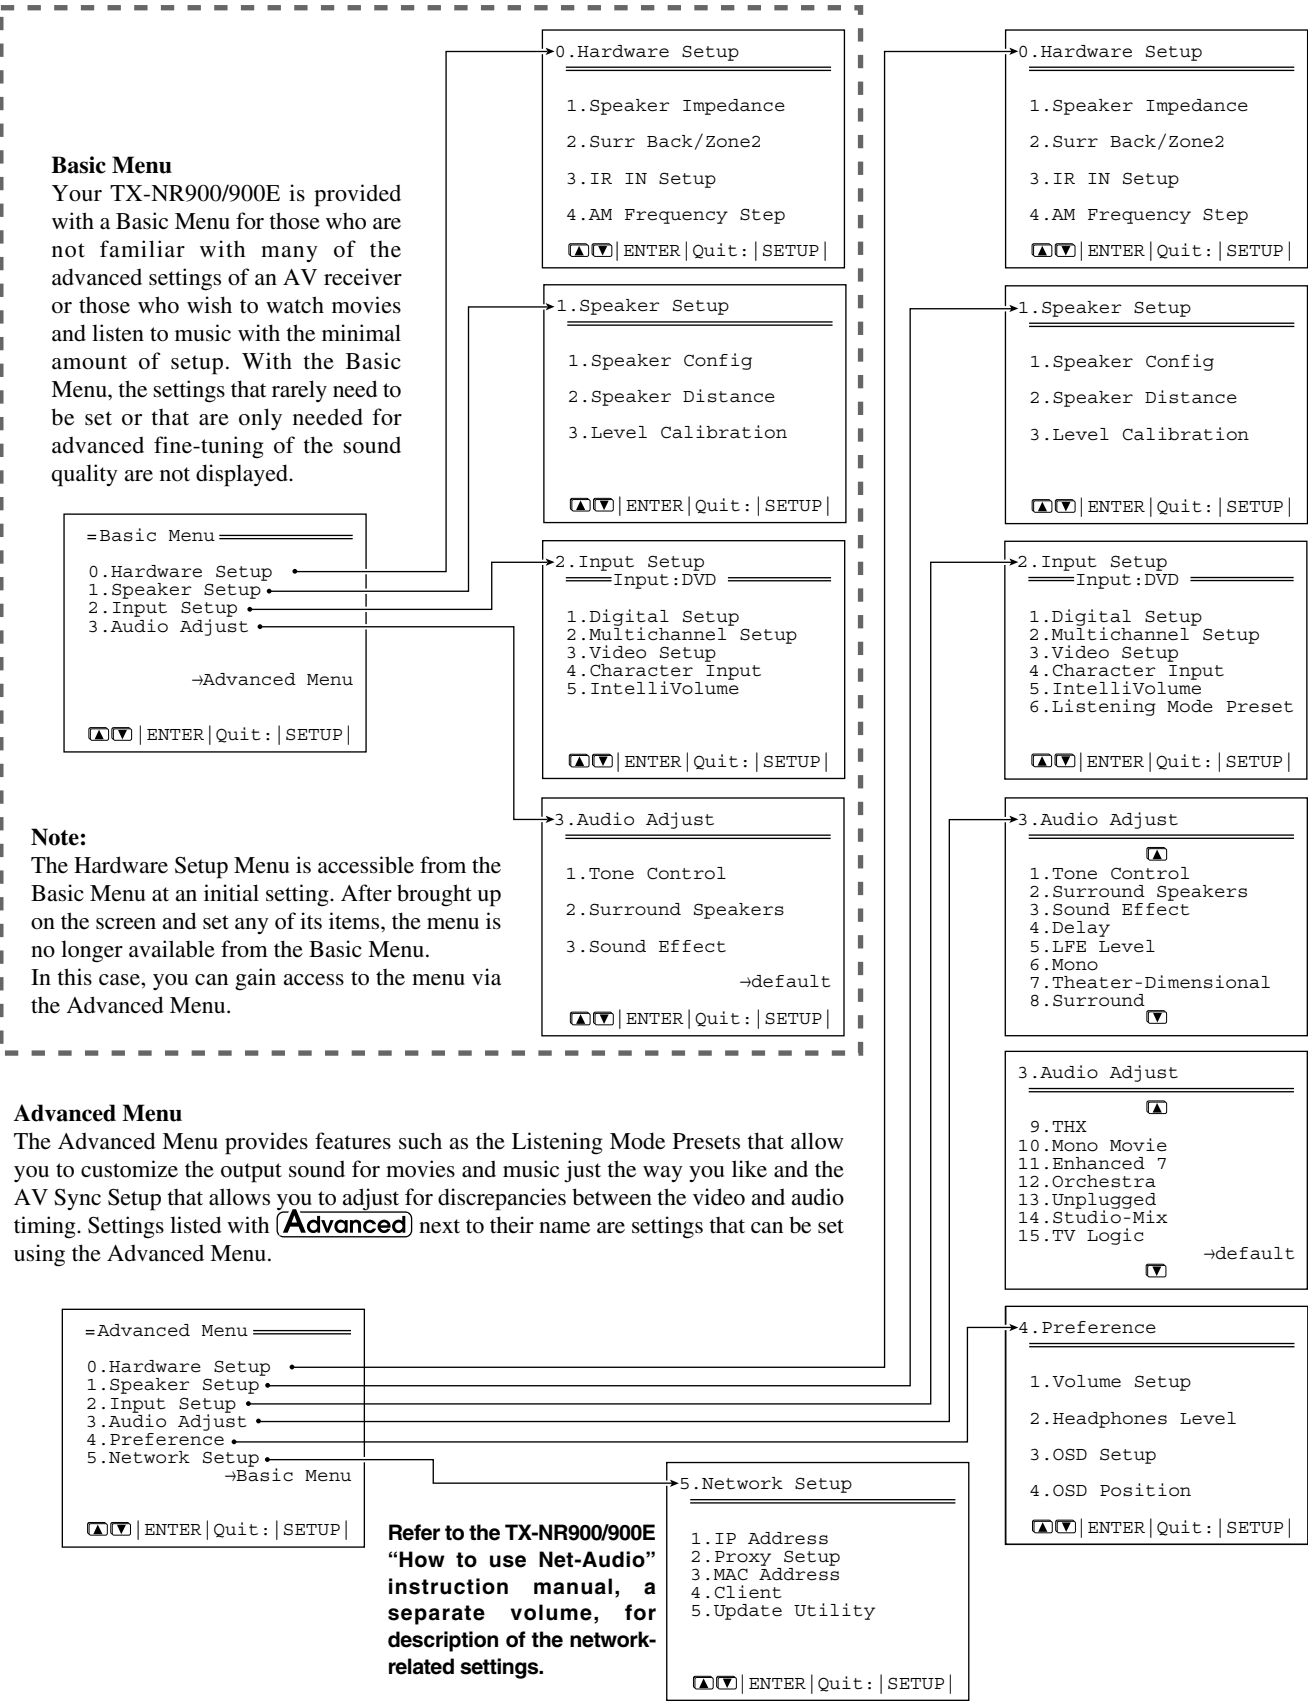 Basic Menu
Your TX-NR900/900E is provided
with a Basic Menu for those who are
not familiar with many of the
advanced settings of an AV receiver
or those who wish to watch movies
and listen to music with the minimal
amount of setup. With the Basic
Menu, the settings that rarely need to
be set or that are only needed for
advanced fine-tuning of the sound
quality are not displayed.
=Basic Menu
0.Hardware Setup
1.Speaker Setup
2.Input Setup
3.Audio Adjust
→Advanced Menu
▲▼|ENTER|Quit:|SETUP|
Note:
The Hardware Setup Menu is accessible from the
Basic Menu at an initial setting. After brought up
on the screen and set any of its items, the menu is
no longer available from the Basic Menu.
In this case, you can gain access to the menu via
the Advanced Menu.
0.Hardware Setup
1.Speaker Impedance
2.Surr Back/Zone2
3.IR IN Setup
4.AM Frequency Step
▲▼|ENTER|Quit:|SETUP|
1.Speaker Setup
1.Speaker Config
2.Speaker Distance
3.Level Calibration
▲▼|ENTER|Quit:|SETUP|
2.Input Setup
Input:DVD
1.Digital Setup
2.Multichannel Setup
3.Video Setup
4.Character Input
5.IntelliVolume
▲▼|ENTER|Quit:|SETUP|
3.Audio Adjust
1.Tone Control
2.Surround Speakers
3.Sound Effect
→default
▲▼|ENTER|Quit:|SETUP|
Advanced Menu
The Advanced Menu provides features such as the Listening Mode Presets that allow
you to customize the output sound for movies and music just the way you like and the
AV Sync Setup that allows you to adjust for discrepancies between the video and audio
timing. Settings listed with Advanced next to their name are settings that can be set
using the Advanced Menu.
=Advanced Menu
0.Hardware Setup
1.Speaker Setup
2.Input Setup
3.Audio Adjust
4.Preference
5.Network Setup
→Basic Menu
▲▼|ENTER|Quit:|SETUP|
Refer to the TX-NR900/900E
“How to use Net-Audio”
instruction manual, a
separate volume, for
description of the network-
related settings.
5.Network Setup
1.IP Address
2.Proxy Setup
3.MAC Address
4.Client
5.Update Utility
▲▼|ENTER|Quit:|SETUP|
0.Hardware Setup
1.Speaker Impedance
2.Surr Back/Zone2
3.IR IN Setup
4.AM Frequency Step
▲▼|ENTER|Quit:|SETUP|
1.Speaker Setup
1.Speaker Config
2.Speaker Distance
3.Level Calibration
▲▼|ENTER|Quit:|SETUP|
2.Input Setup
Input:DVD
1.Digital Setup
2.Multichannel Setup
3.Video Setup
4.Character Input
5.IntelliVolume
6.Listening Mode Preset
▲▼|ENTER|Quit:|SETUP|
3.Audio Adjust
▲
1.Tone Control
2.Surround Speakers
3.Sound Effect
4.Delay
5.LFE Level
6.Mono
7.Theater-Dimensional
8.Surround
▼
3.Audio Adjust
▲
9.THX
10.Mono Movie
11.Enhanced 7
12.Orchestra
13.Unplugged
14.Studio-Mix
15.TV Logic
→default
▼
4.Preference
1.Volume Setup
2.Headphones Level
3.OSD Setup
4.OSD Position
▲▼|ENTER|Quit:|SETUP|